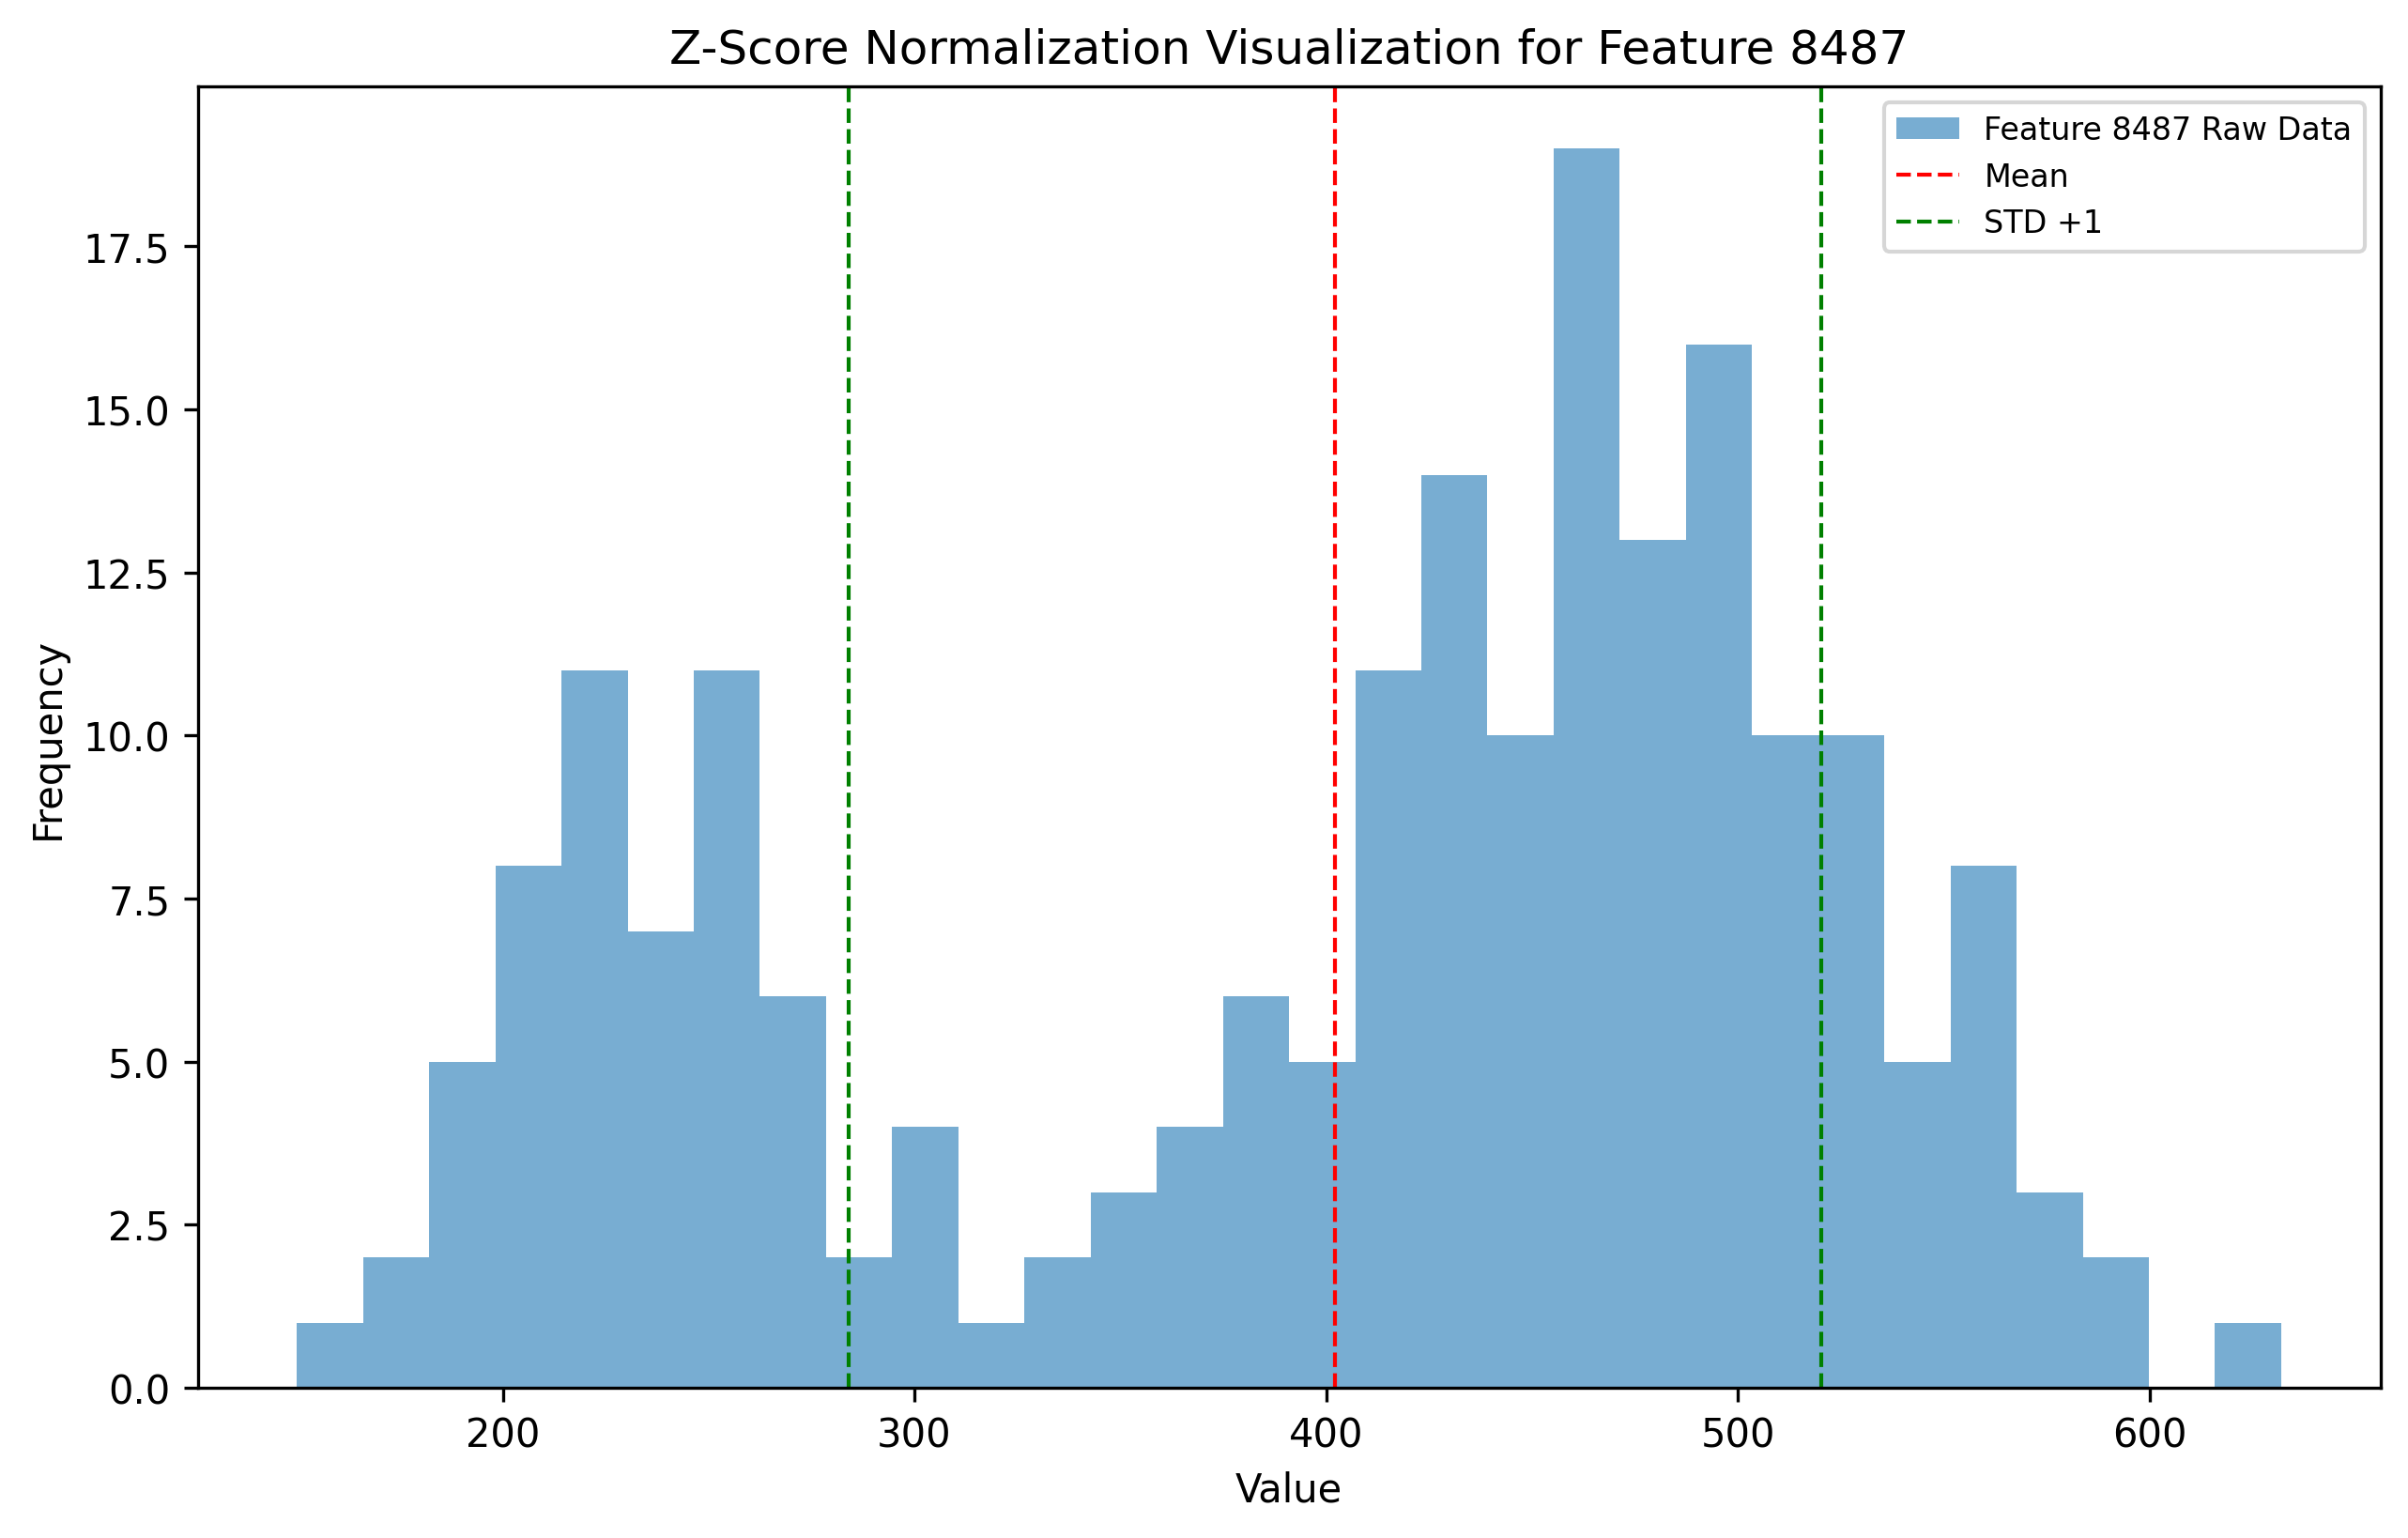 Z-Score Normalization Visualization for Feature 8487
Feature 8487 Raw Data
Mean
STD +1
Frequency
17.5
15.0
12.5
10.0
7.5
5.0
2.5
0.0
200 300 400 500 600
Value